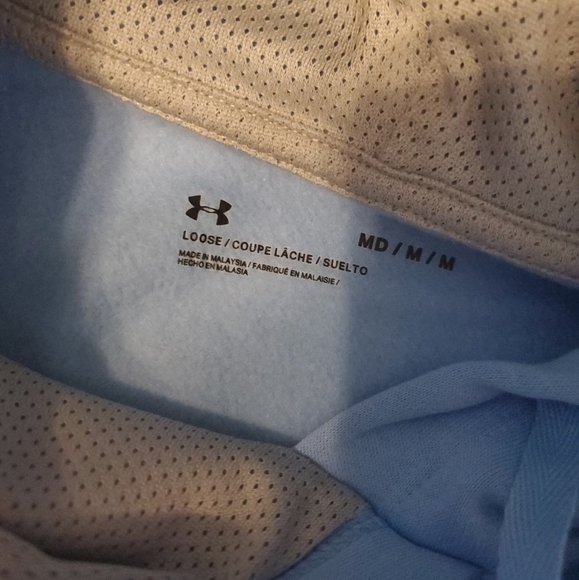 LOOSE / COUPE LÂCHE / SUELTO
MD / M / M
MADE IN MALAYSIA / FABRIQUÉ EN MALAISIE /
HECHO EN MALASIA